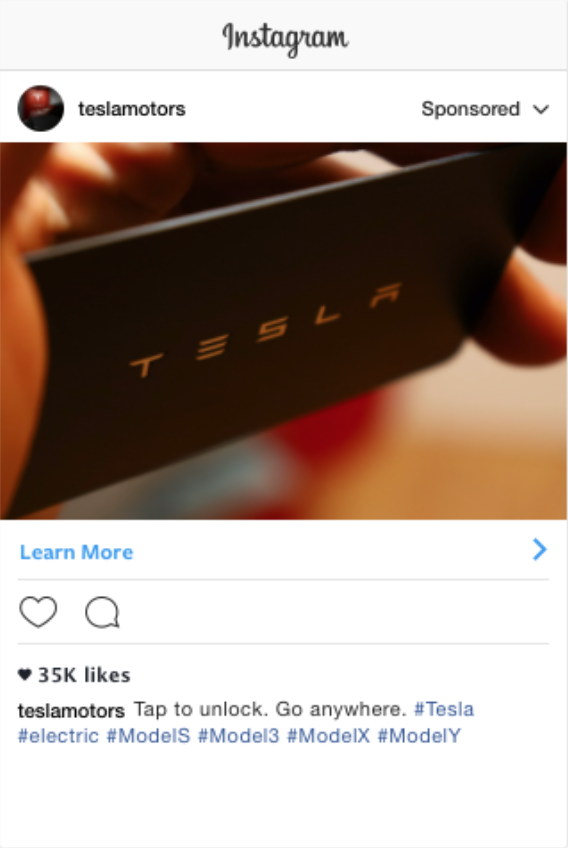 Instagram
teslamotors Sponsored
TESLA
Learn More
35K likes
teslamotors Tap to unlock. Go anywhere. #Tesla
#electric #ModelS #Model3 #ModelX #ModelY